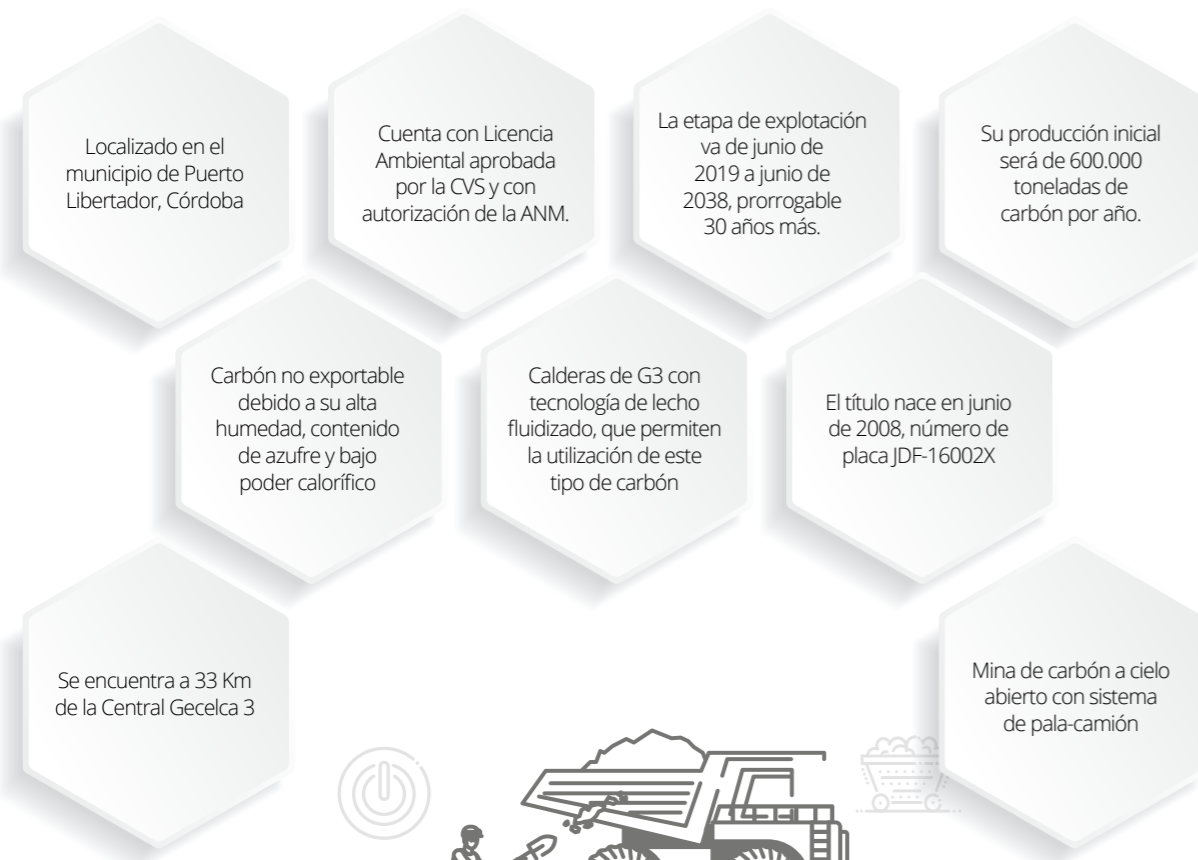 Localizado en el
municipio de Puerto
Libertador, Córdoba
Cuenta con Licencia
Ambiental aprobada
por la CVS y con
autorización de la ANM.
La etapa de explotación
va de junio de
2019 a junio de
2038, prorrogable
30 años más.
Su producción inicial
será de 600.000
toneladas de
carbón por año.
Carbón no exportable
debido a su alta
humedad, contenido
de azufre y bajo
poder calorífico
Calderas de G3 con
tecnología de lecho
fluidizado, que permiten
la utilización de este
tipo de carbón
El título nace en junio
de 2008, número de
placa JDF-16002X
Se encuentra a 33 Km
de la Central Gecelca 3
Mina de carbón a cielo
abierto con sistema
de pala-camión